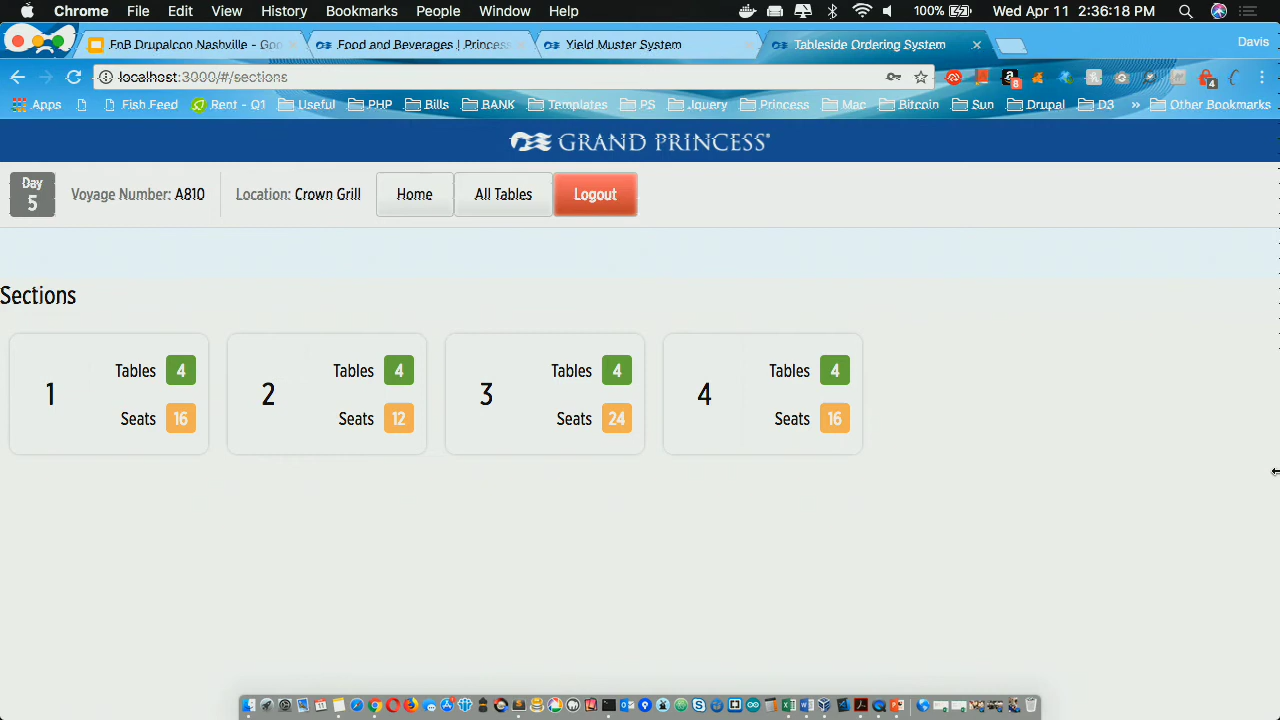 Chrome File Edit View History Bookmarks People Window Help 100% Wed Apr 11 2:36:18 PM
FnB Drupalcon Nashville - Goo Food and Beverages | Princess Yield Muster System Tableside Ordering System Davis
localhost:3000/#/sections
Apps Fish Feed Rent - Q1 Useful PHP Bills BANK Templates PS Jquery Princess Mac Bitcoin Sun Drupal D3 » Other Bookmarks
GRAND PRINCESS
Day
5
Voyage Number: A810 Location: Crown Grill Home All Tables Logout
Sections
1 Tables 4 Seats 16
2 Tables 4 Seats 12
3 Tables 4 Seats 24
4 Tables 4 Seats 16